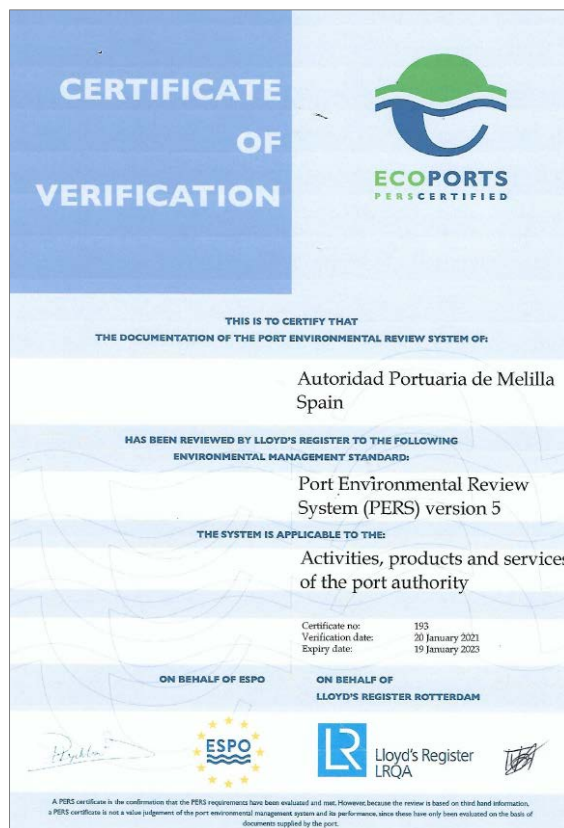 CERTIFICATE
OF
VERIFICATION
ECOPORTS
PERSCERTIFIED
THIS IS TO CERTIFY THAT
THE DOCUMENTATION OF THE PORT ENVIRONMENTAL REVIEW SYSTEM OF:
Autoridad Portuaria de Melilla
Spain
HAS BEEN REVIEWED BY LLOYD'S REGISTER TO THE FOLLOWING
ENVIRONMENTAL MANAGEMENT STANDARD:
Port Environmental Review
System (PERS) version 5
THE SYSTEM IS APPLICABLE TO THE:
Activities, products and services
of the port authority
Certificate no: 193
Verification date: 20 January 2021
Expiry date: 19 January 2023
ON BEHALF OF ESPO
ON BEHALF OF
LLOYD'S REGISTER ROTTERDAM
ESPO
LR
Lloyd's Register
LRQA
A PERS certificate is the confirmation that the PERS requirements have been evaluated and met. However, because the review is based on third hand information,
a PERS certificate is not a value judgement of the port environmental management system and its performance, since these have only been evaluated on the basis of
documents supplied by the port.